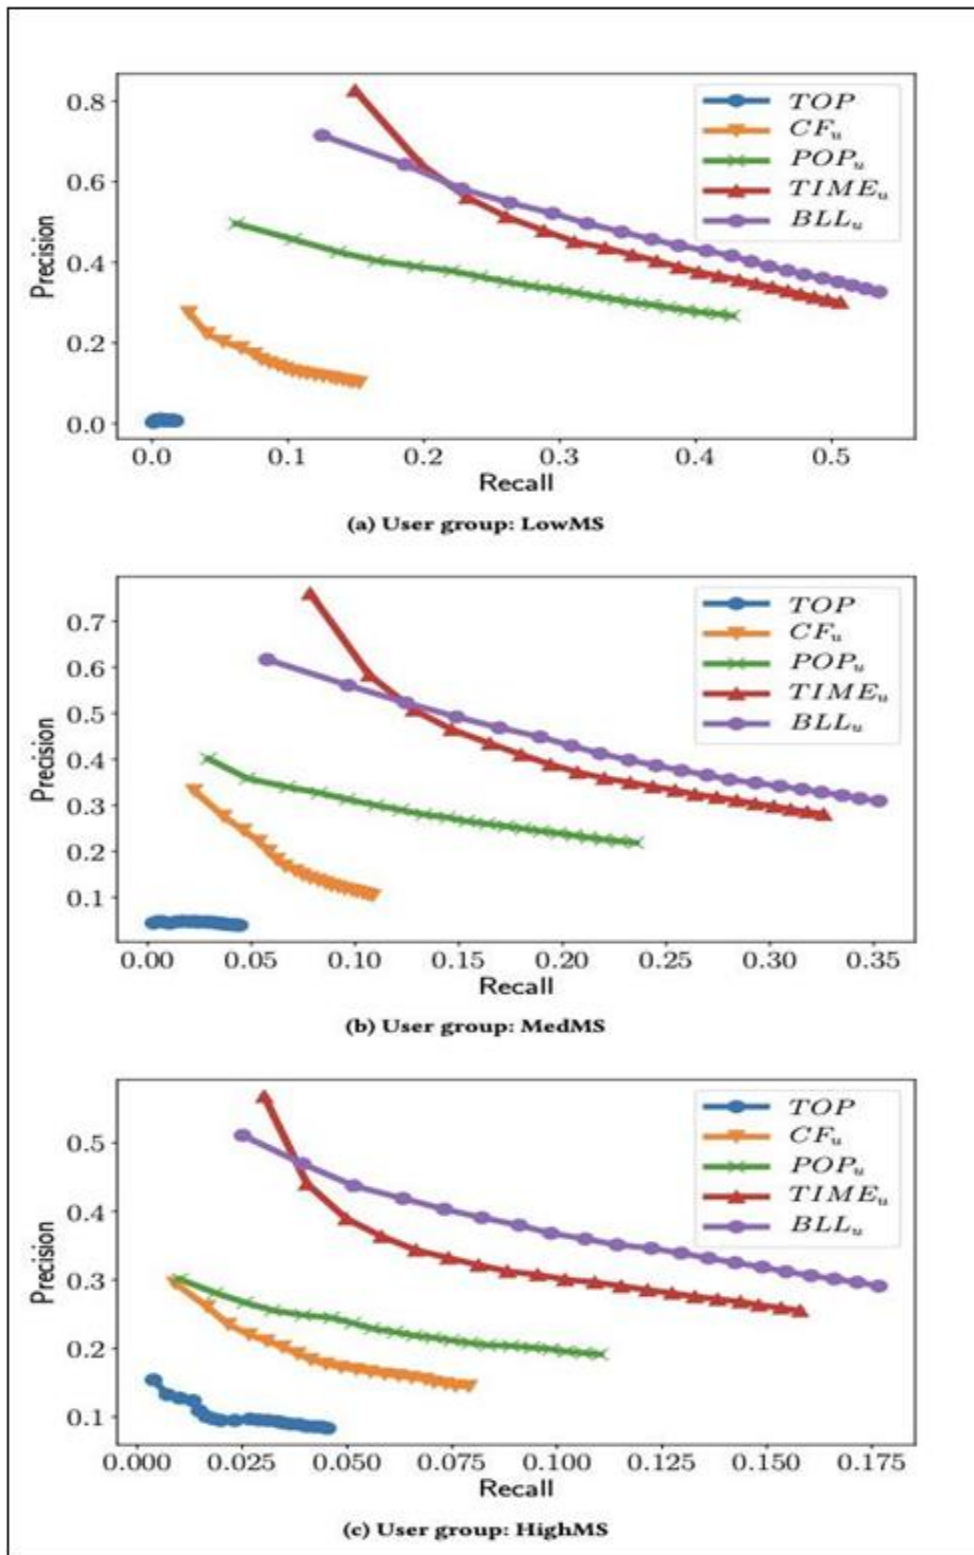 0.8
0.6
0.4
0.2
0.0
Precision
TOP
CFu
POPu
TIMEu
BLLu
0.0 0.1 0.2 0.3 0.4 0.5
Recall
(a) User group: LowMS
0.7
0.6
0.5
0.4
0.3
0.2
0.1
Precision
TOP
CFu
POPu
TIMEu
BLLu
0.00 0.05 0.10 0.15 0.20 0.25 0.30 0.35
Recall
(b) User group: MedMS
0.5
0.4
0.3
0.2
0.1
Precision
TOP
CFu
POPu
TIMEu
BLLu
0.000 0.025 0.050 0.075 0.100 0.125 0.150 0.175
Recall
(c) User group: HighMS